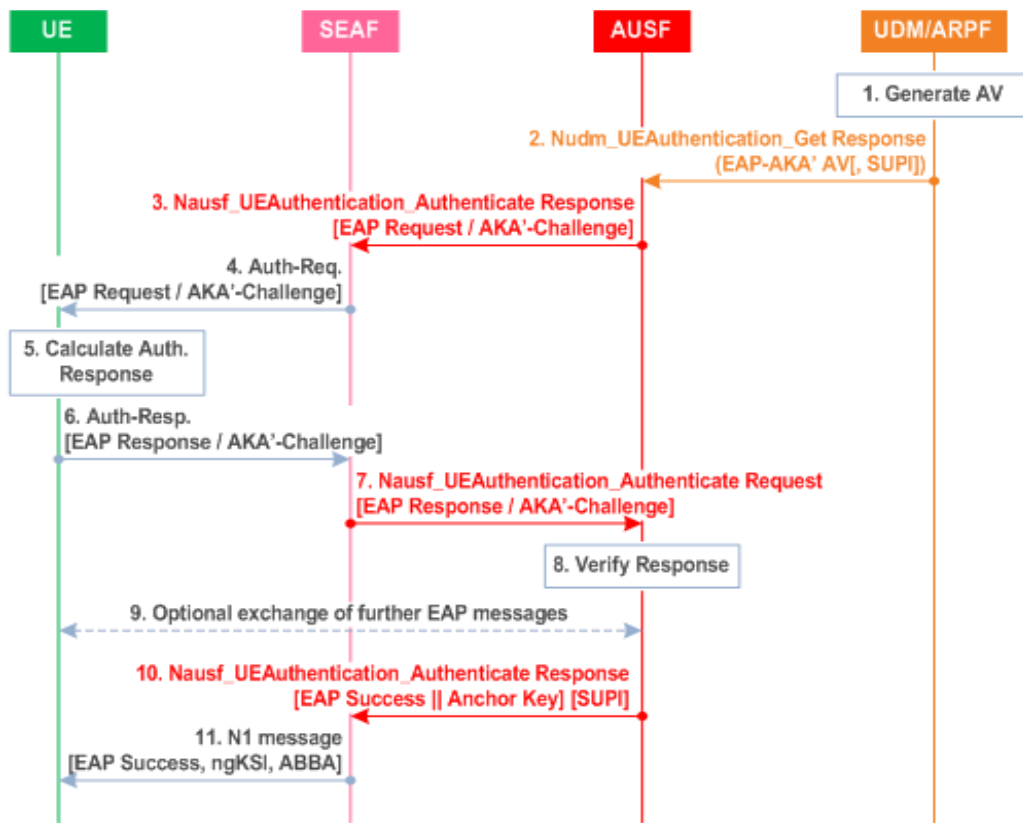 UE
SEAF
AUSF
UDM/ARPF
1. Generate AV
2. Nudm_UEAuthentication_Get Response
(EAP-AKA’ AV[, SUPI])
3. Nausf_UEAuthentication_Authenticate Response
[EAP Request / AKA’-Challenge]
4. Auth-Req.
[EAP Request / AKA’-Challenge]
5. Calculate Auth.
Response
6. Auth-Resp.
[EAP Response / AKA’-Challenge]
7. Nausf_UEAuthentication_Authenticate Request
[EAP Response / AKA’-Challenge]
8. Verify Response
9. Optional exchange of further EAP messages
10. Nausf_UEAuthentication_Authenticate Response
[EAP Success || Anchor Key] [SUPI]
11. N1 message
[EAP Success, ngKSI, ABBA]